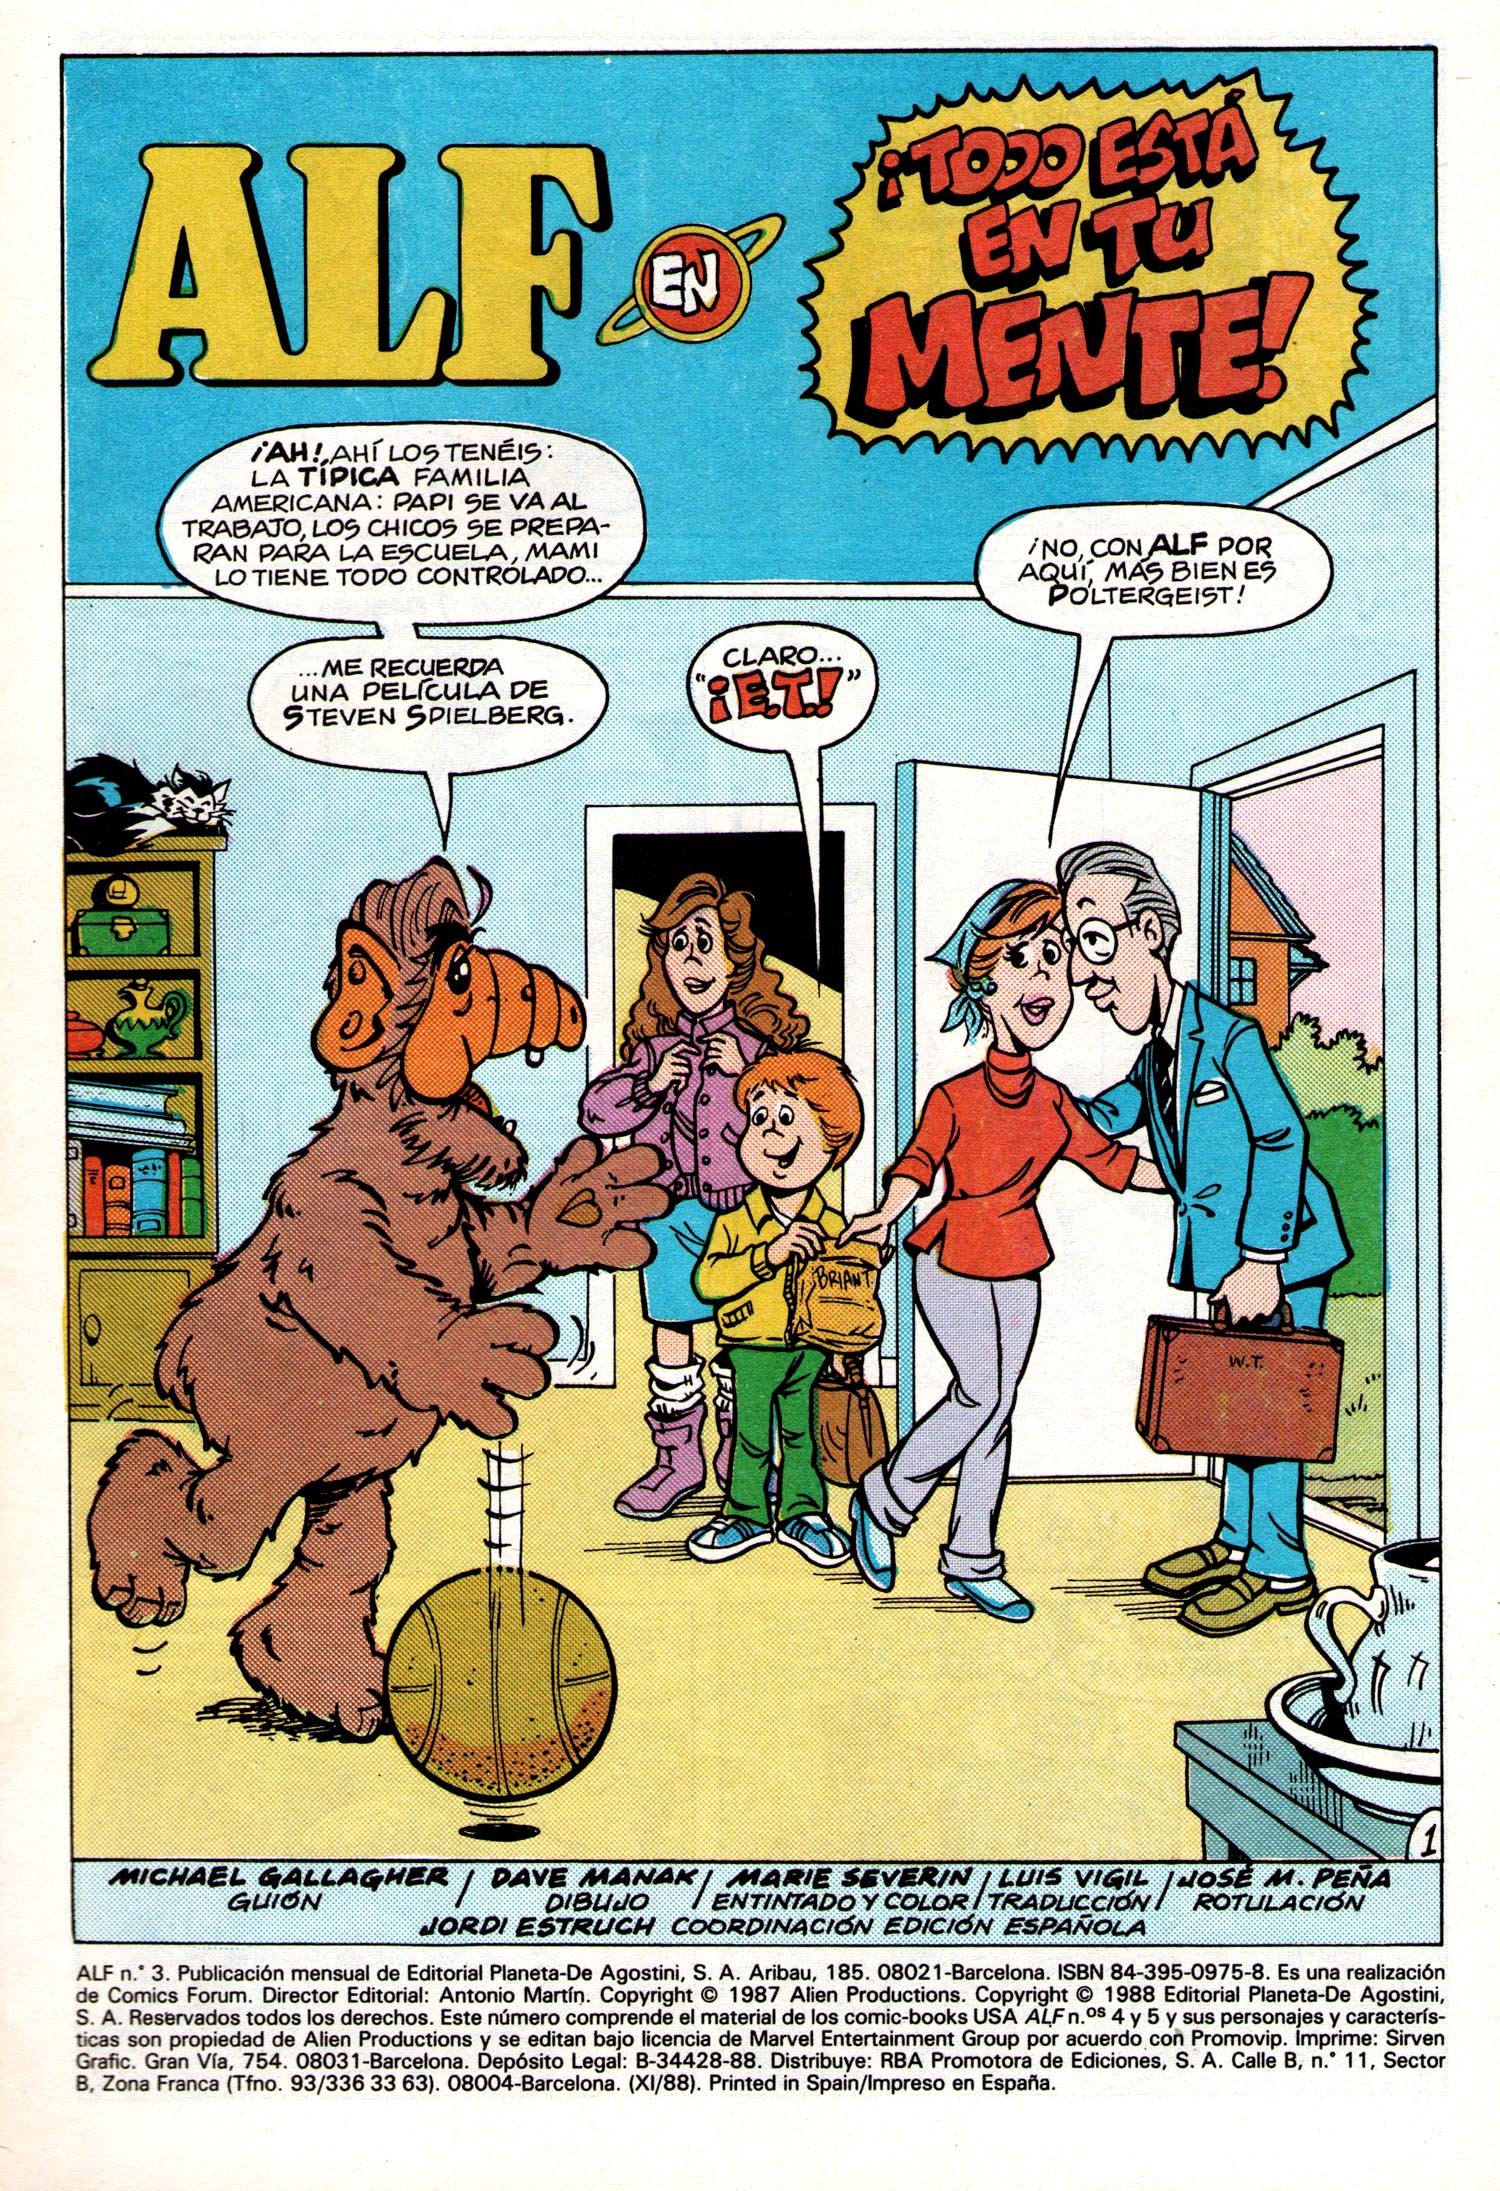 ALF
EN
¡TODO ESTÁ
EN TU
MENTE!
¡AH! AHÍ LOS TENÉIS:
LA TÍPICA FAMILIA
AMERICANA: PAPI SE VA AL
TRABAJO, LOS CHICOS SE PREPA-
RAN PARA LA ESCUELA, MAMI
LO TIENE TODO CONTROLADO...
...ME RECUERDA
UNA PELÍCULA DE
STEVEN SPIELBERG.
CLARO...
"¡E.T.!"
¡NO, CON ALF POR
AQUÍ, MÁS BIEN ES
POLTERGEIST!
¡BRIAN T.
W.T.
1
MICHAEL GALLAGHER / DAVE MANAK / MARIE SEVERIN / LUIS VIGIL / JOSÉ M. PEÑA
GUIÓN DIBUJO ENTINTADO Y COLOR TRADUCCIÓN ROTULACIÓN
JORDI ESTRUCH COORDINACIÓN EDICIÓN ESPAÑOLA
ALF n.° 3. Publicación mensual de Editorial Planeta-De Agostini, S. A. Aribau, 185. 08021-Barcelona. ISBN 84-395-0975-8. Es una realización
de Comics Forum. Director Editorial: Antonio Martín. Copyright © 1987 Alien Productions. Copyright © 1988 Editorial Planeta-De Agostini,
S. A. Reservados todos los derechos. Este número comprende el material de los comic-books USA ALF n.os 4 y 5 y sus personajes y caracterís-
ticas son propiedad de Alien Productions y se editan bajo licencia de Marvel Entertainment Group por acuerdo con Promovip. Imprime: Sirven
Grafic. Gran Vía, 754. 08031-Barcelona. Depósito Legal: B-34428-88. Distribuye: RBA Promotora de Ediciones, S. A. Calle B, n.° 11, Sector
B, Zona Franca (Tfno. 93/336 33 63). 08004-Barcelona. (XI/88). Printed in Spain/Impreso en España.